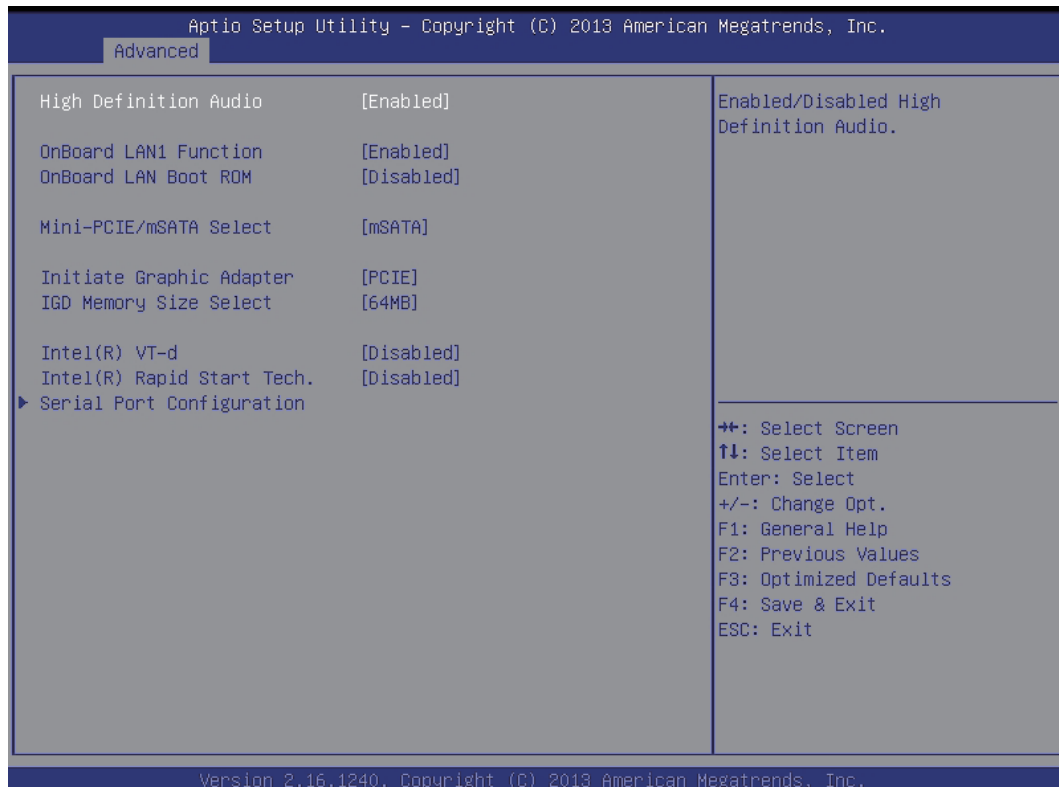 Aptio Setup Utility – Copyright (C) 2013 American Megatrends, Inc.
Advanced
High Definition Audio [Enabled]
OnBoard LAN1 Function [Enabled]
OnBoard LAN Boot ROM [Disabled]
Mini-PCIE/mSATA Select [mSATA]
Initiate Graphic Adapter [PCIE]
IGD Memory Size Select [64MB]
Intel(R) VT-d [Disabled]
Intel(R) Rapid Start Tech. [Disabled]
▶ Serial Port Configuration
Enabled/Disabled High
Definition Audio.
→←: Select Screen
↑↓: Select Item
Enter: Select
+/-: Change Opt.
F1: General Help
F2: Previous Values
F3: Optimized Defaults
F4: Save & Exit
ESC: Exit
Version 2.16.1240. Copyright (C) 2013 American Megatrends, Inc.